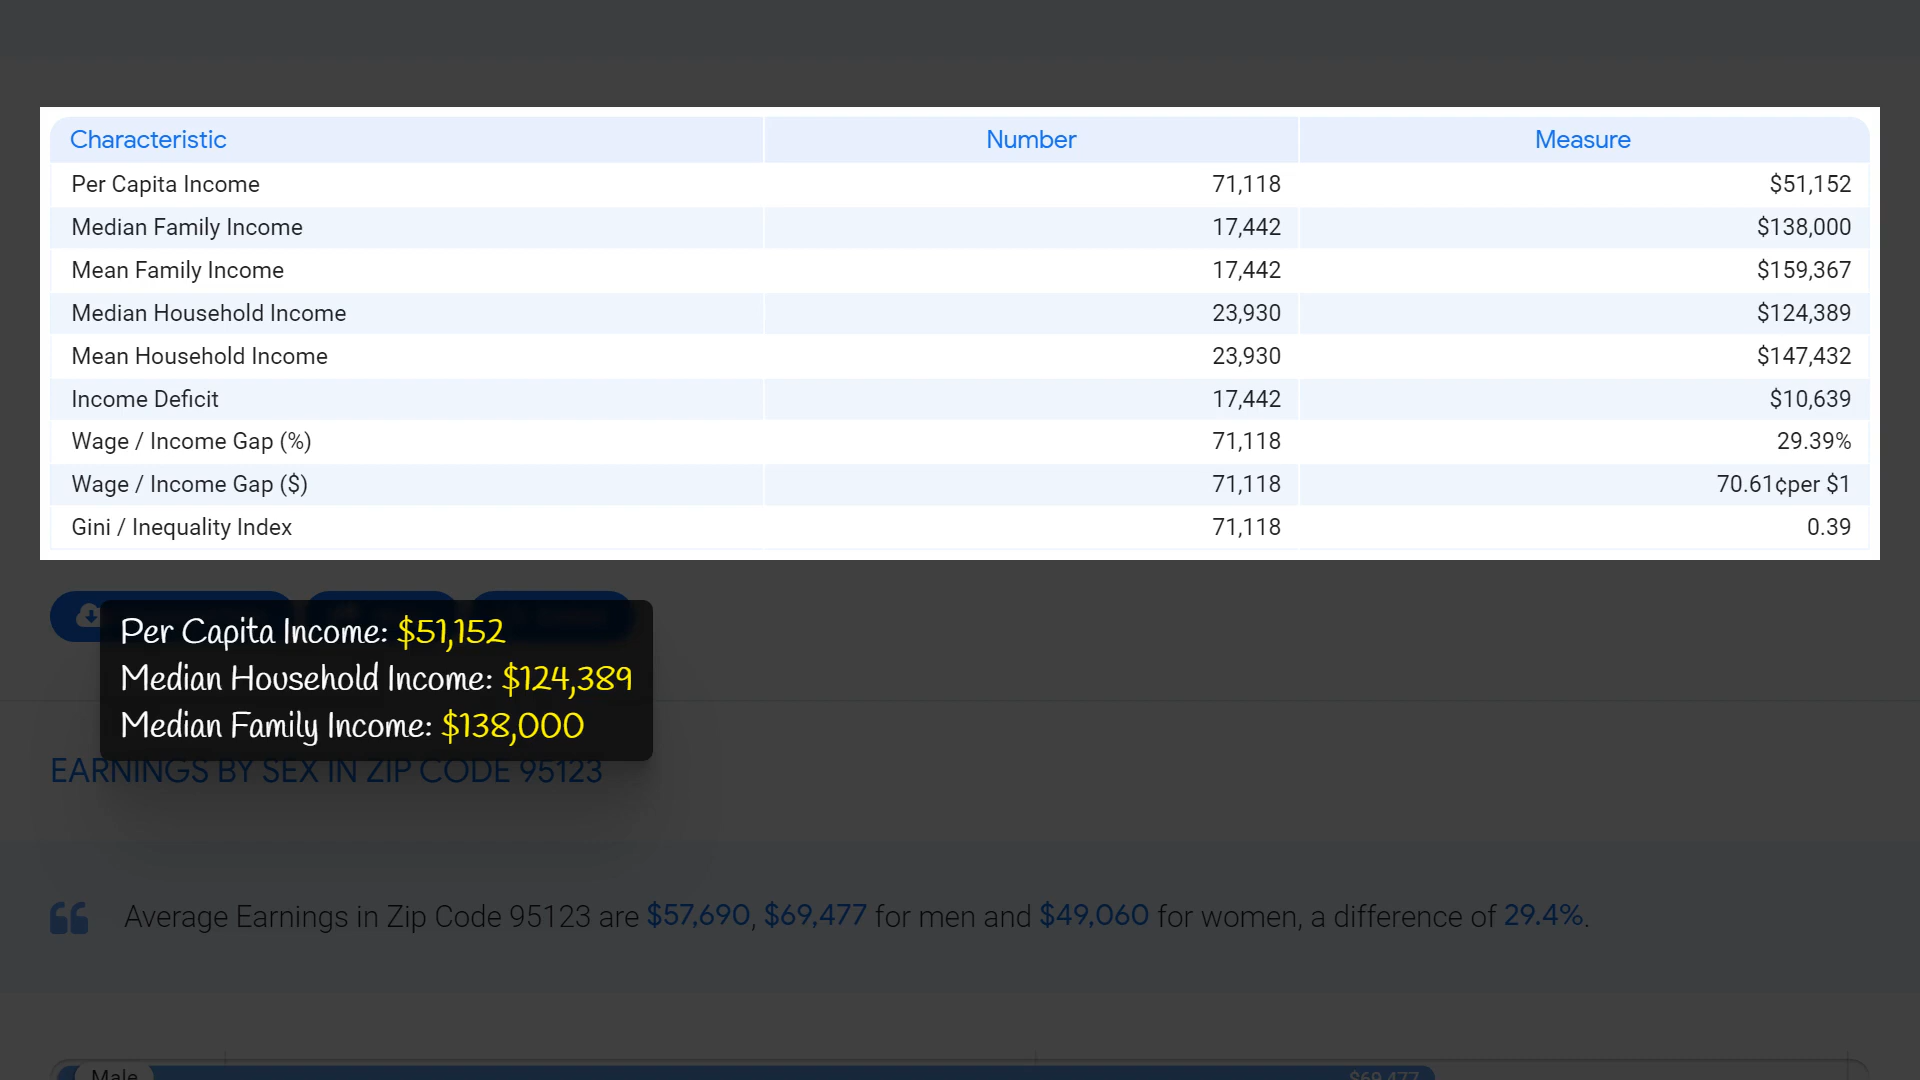 Characteristic Number Measure
Per Capita Income 71,118 $51,152
Median Family Income 17,442 $138,000
Mean Family Income 17,442 $159,367
Median Household Income 23,930 $124,389
Mean Household Income 23,930 $147,432
Income Deficit 17,442 $10,639
Wage / Income Gap (%) 71,118 29.39%
Wage / Income Gap ($) 71,118 70.61¢per $1
Gini / Inequality Index 71,118 0.39
Per Capita Income: $51,152
Median Household Income: $124,389
Median Family Income: $138,000
EARNINGS BY SEX IN ZIP CODE 95123
Average Earnings in Zip Code 95123 are $57,690, $69,477 for men and $49,060 for women, a difference of 29.4%.
Male $69,477